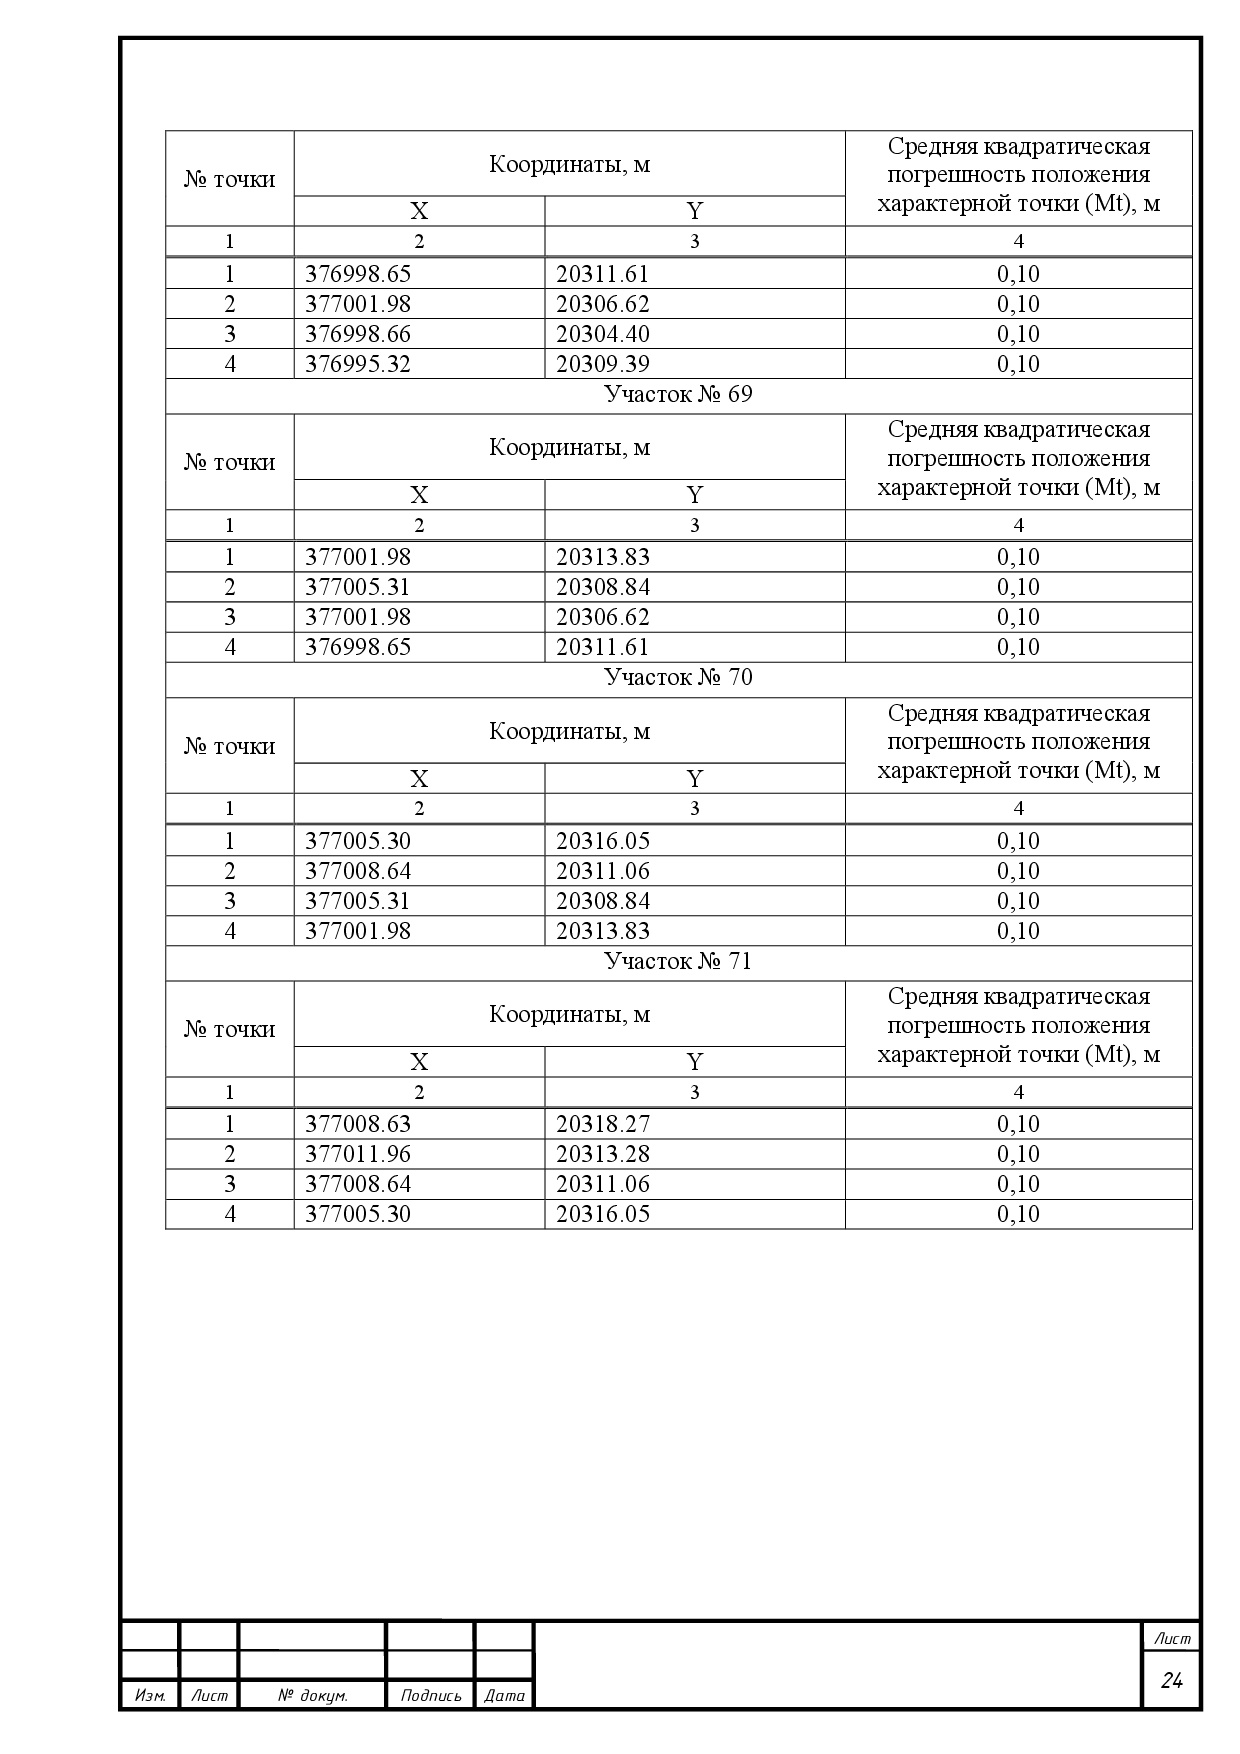 № точки Координаты, м Средняя квадратическая
погрешность положения
характерной точки (Mt), м
X Y
1 2 3 4
1 376998.65 20311.61 0,10
2 377001.98 20306.62 0,10
3 376998.66 20304.40 0,10
4 376995.32 20309.39 0,10
Участок № 69
№ точки Координаты, м Средняя квадратическая
погрешность положения
характерной точки (Mt), м
X Y
1 2 3 4
1 377001.98 20313.83 0,10
2 377005.31 20308.84 0,10
3 377001.98 20306.62 0,10
4 376998.65 20311.61 0,10
Участок № 70
№ точки Координаты, м Средняя квадратическая
погрешность положения
характерной точки (Mt), м
X Y
1 2 3 4
1 377005.30 20316.05 0,10
2 377008.64 20311.06 0,10
3 377005.31 20308.84 0,10
4 377001.98 20313.83 0,10
Участок № 71
№ точки Координаты, м Средняя квадратическая
погрешность положения
характерной точки (Mt), м
X Y
1 2 3 4
1 377008.63 20318.27 0,10
2 377011.96 20313.28 0,10
3 377008.64 20311.06 0,10
4 377005.30 20316.05 0,10
Лист
24
Изм. Лист № докум. Подпись Дата